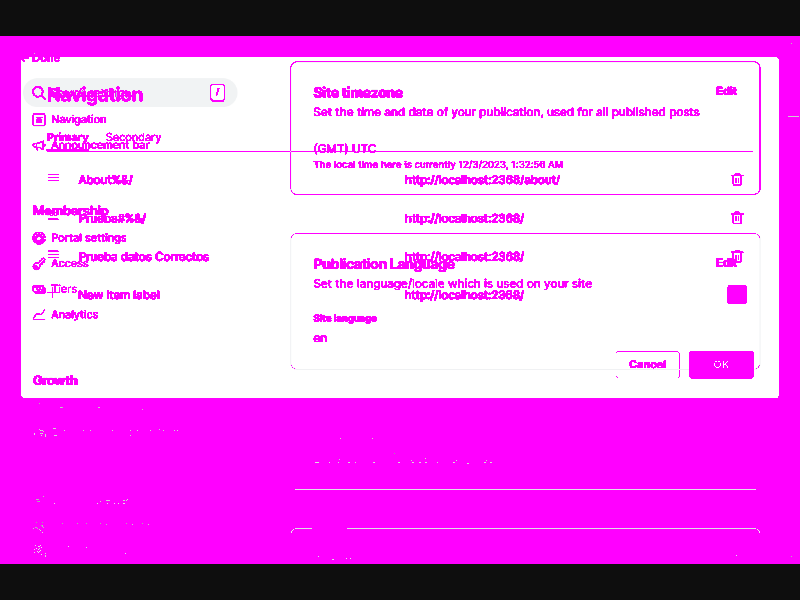 Done
Navigation
/
Site timezone
Edit
Set the time and date of your publication, used for all published posts
Navigation
Primary
Secondary
Announcement bar
(GMT) UTC
The local time here is currently 12/3/2023, 1:32:56 AM
About%&/
http://localhost:2368/about/
Membership
Prueba#%&/
http://localhost:2368/
Portal settings
Prueba datos Correctos
http://localhost:2368/
Publication Language
Edit
Access
Set the language/locale which is used on your site
Tiers
New item label
http://localhost:2368/
Analytics
Site language
en
Cancel
OK
Growth